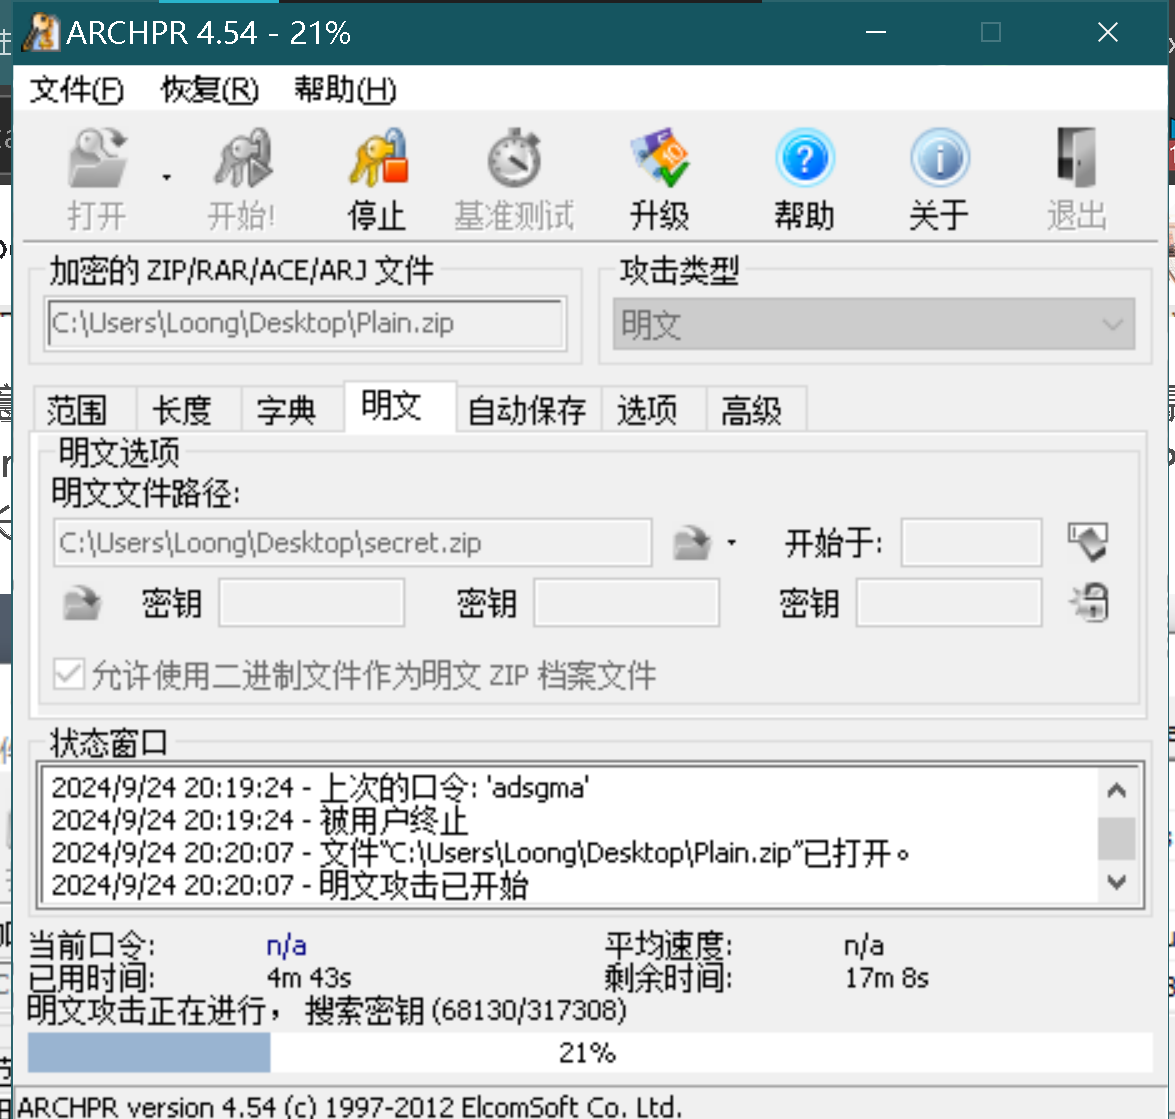 ARCHPR 4.54 - 21%
文件(F) 恢复(R) 帮助(H)
打开 开始! 停止 基准测试 升级 帮助 关于 退出
加密的 ZIP/RAR/ACE/ARJ 文件 攻击类型
C:\Users\Loong\Desktop\Plain.zip 明文
范围 长度 字典 明文 自动保存 选项 高级
明文选项
明文文件路径:
C:\Users\Loong\Desktop\secret.zip 开始于:
密钥 密钥 密钥
允许使用二进制文件作为明文 ZIP 档案文件
状态窗口
2024/9/24 20:19:24 - 上次的口令: 'adsgma'
2024/9/24 20:19:24 - 被用户终止
2024/9/24 20:20:07 - 文件“C:\Users\Loong\Desktop\Plain.zip”已打开。
2024/9/24 20:20:07 - 明文攻击已开始
当前口令: n/a 平均速度: n/a
已用时间: 4m 43s 剩余时间: 17m 8s
明文攻击正在进行， 搜索密钥 (68130/317308)
21%
ARCHPR version 4.54 (c) 1997-2012 ElcomSoft Co. Ltd.